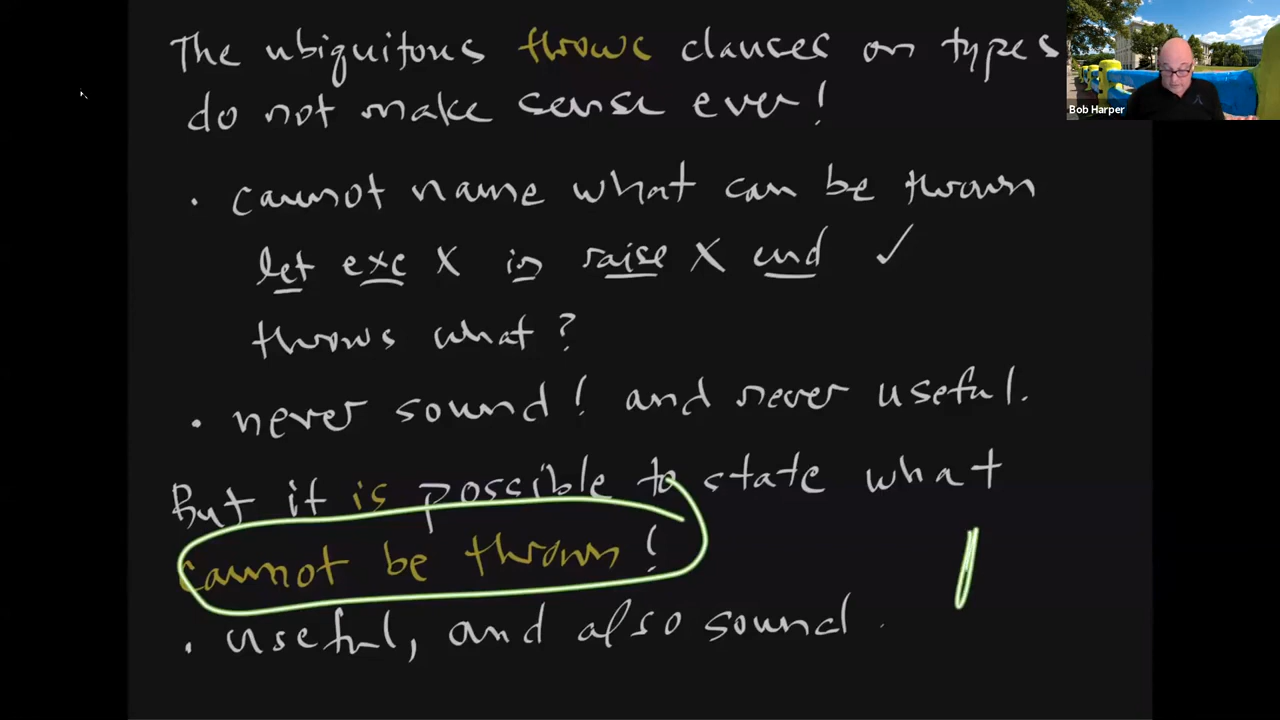 The ubiquitous throws clauses on types
do not make sense ever!
Bob Harper
• cannot name what can be thrown
let exc X in raise X end ✓
throws what?
• never sound! and never useful.
But it is possible to state what
cannot be thrown!
• useful, and also sound.